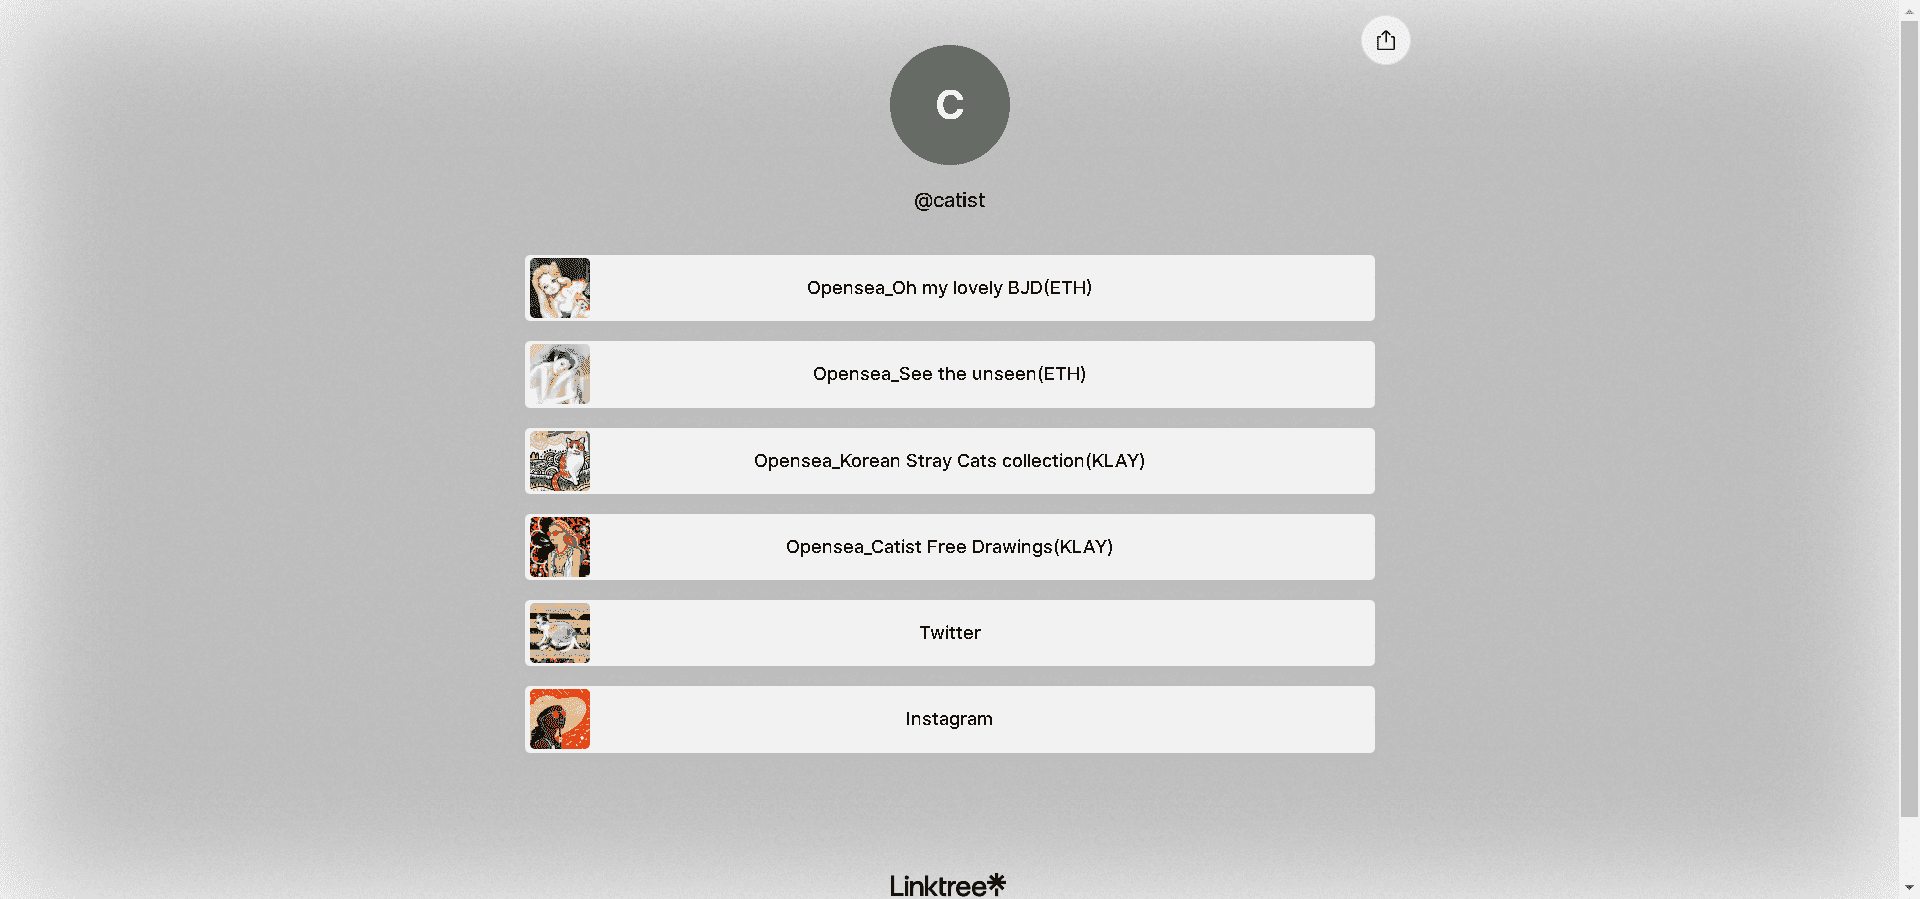 C
@catist
Opensea_Oh my lovely BJD(ETH)
Opensea_See the unseen(ETH)
Opensea_Korean Stray Cats collection(KLAY)
Opensea_Catist Free Drawings(KLAY)
Twitter
Instagram
Linktree*